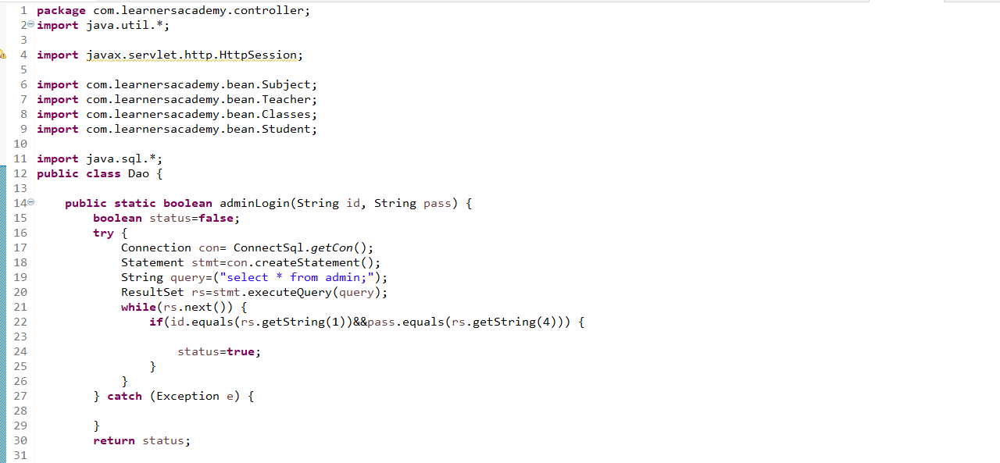 1 package com.learnersacademy.controller;
2 import java.util.*;
3
4 import javax.servlet.http.HttpSession;
5
6 import com.learnersacademy.bean.Subject;
7 import com.learnersacademy.bean.Teacher;
8 import com.learnersacademy.bean.Classes;
9 import com.learnersacademy.bean.Student;
10
11 import java.sql.*;
12 public class Dao {
13
14     public static boolean adminLogin(String id, String pass) {
15         boolean status=false;
16         try {
17             Connection con= ConnectSql.getCon();
18             Statement stmt=con.createStatement();
19             String query=("select * from admin;");
20             ResultSet rs=stmt.executeQuery(query);
21             while(rs.next()) {
22                 if(id.equals(rs.getString(1))&&pass.equals(rs.getString(4))) {
23
24                     status=true;
25                 }
26             }
27         } catch (Exception e) {
28
29         }
30         return status;
31